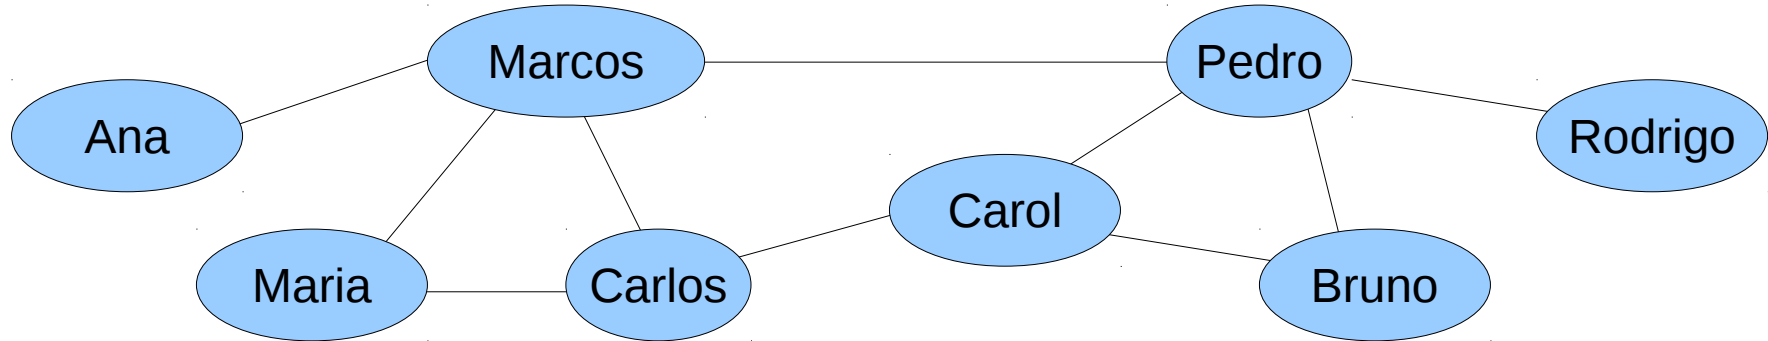 Marcos
Pedro
Ana
Rodrigo
Carol
Maria
Carlos
Bruno